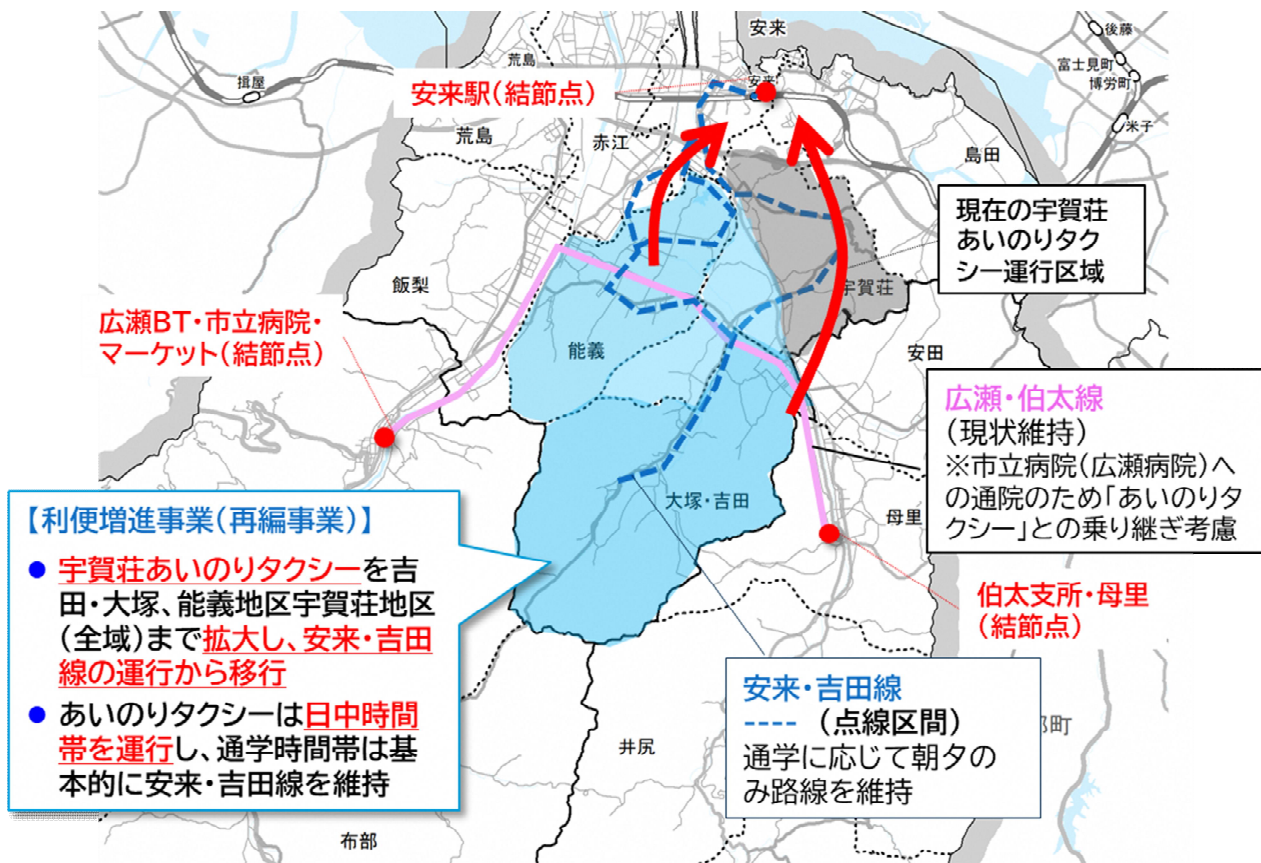 安来
後藤
富士見町
博労町
米子
荒島
揖屋
安来
安来駅(結節点)
荒島
赤江
島田
現在の宇賀荘
あいのりタク
シー運行区域
飯梨
宇賀荘
広瀬BT・市立病院・
マーケット(結節点)
能義
安田
広瀬・伯太線
(現状維持)
※市立病院(広瀬病院)へ
の通院のため「あいのりタ
クシー」との乗り継ぎ考慮
大塚・吉田
母里
【利便増進事業(再編事業)】
● 宇賀荘あいのりタクシーを吉
田・大塚、能義地区宇賀荘地区
(全域)まで拡大し、安来・吉田
線の運行から移行
● あいのりタクシーは日中時間
帯を運行し、通学時間帯は基
本的に安来・吉田線を維持
伯太支所・母里
(結節点)
安来・吉田線
---- (点線区間)
通学に応じて朝夕のみ
み路線を維持
井尻
町
布部